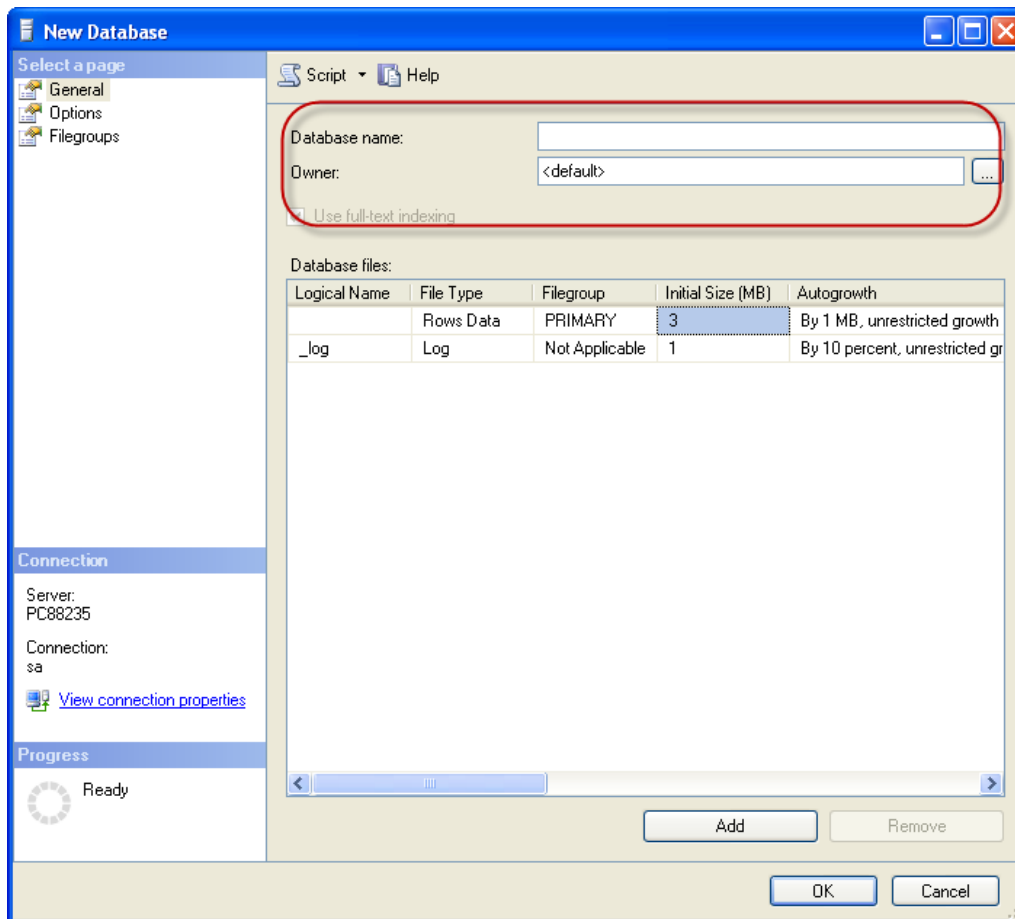 New Database
Select a page
General
Options
Filegroups
Script Help
Database name:
Owner: <default> ...
Use full-text indexing
Database files:
Logical Name File Type Filegroup Initial Size (MB) Autogrowth
Rows Data PRIMARY 3 By 1 MB, unrestricted growth
_log Log Not Applicable 1 By 10 percent, unrestricted gr
Connection
Server:
PC88235
Connection:
sa
View connection properties
Progress
Ready
Add Remove
OK Cancel